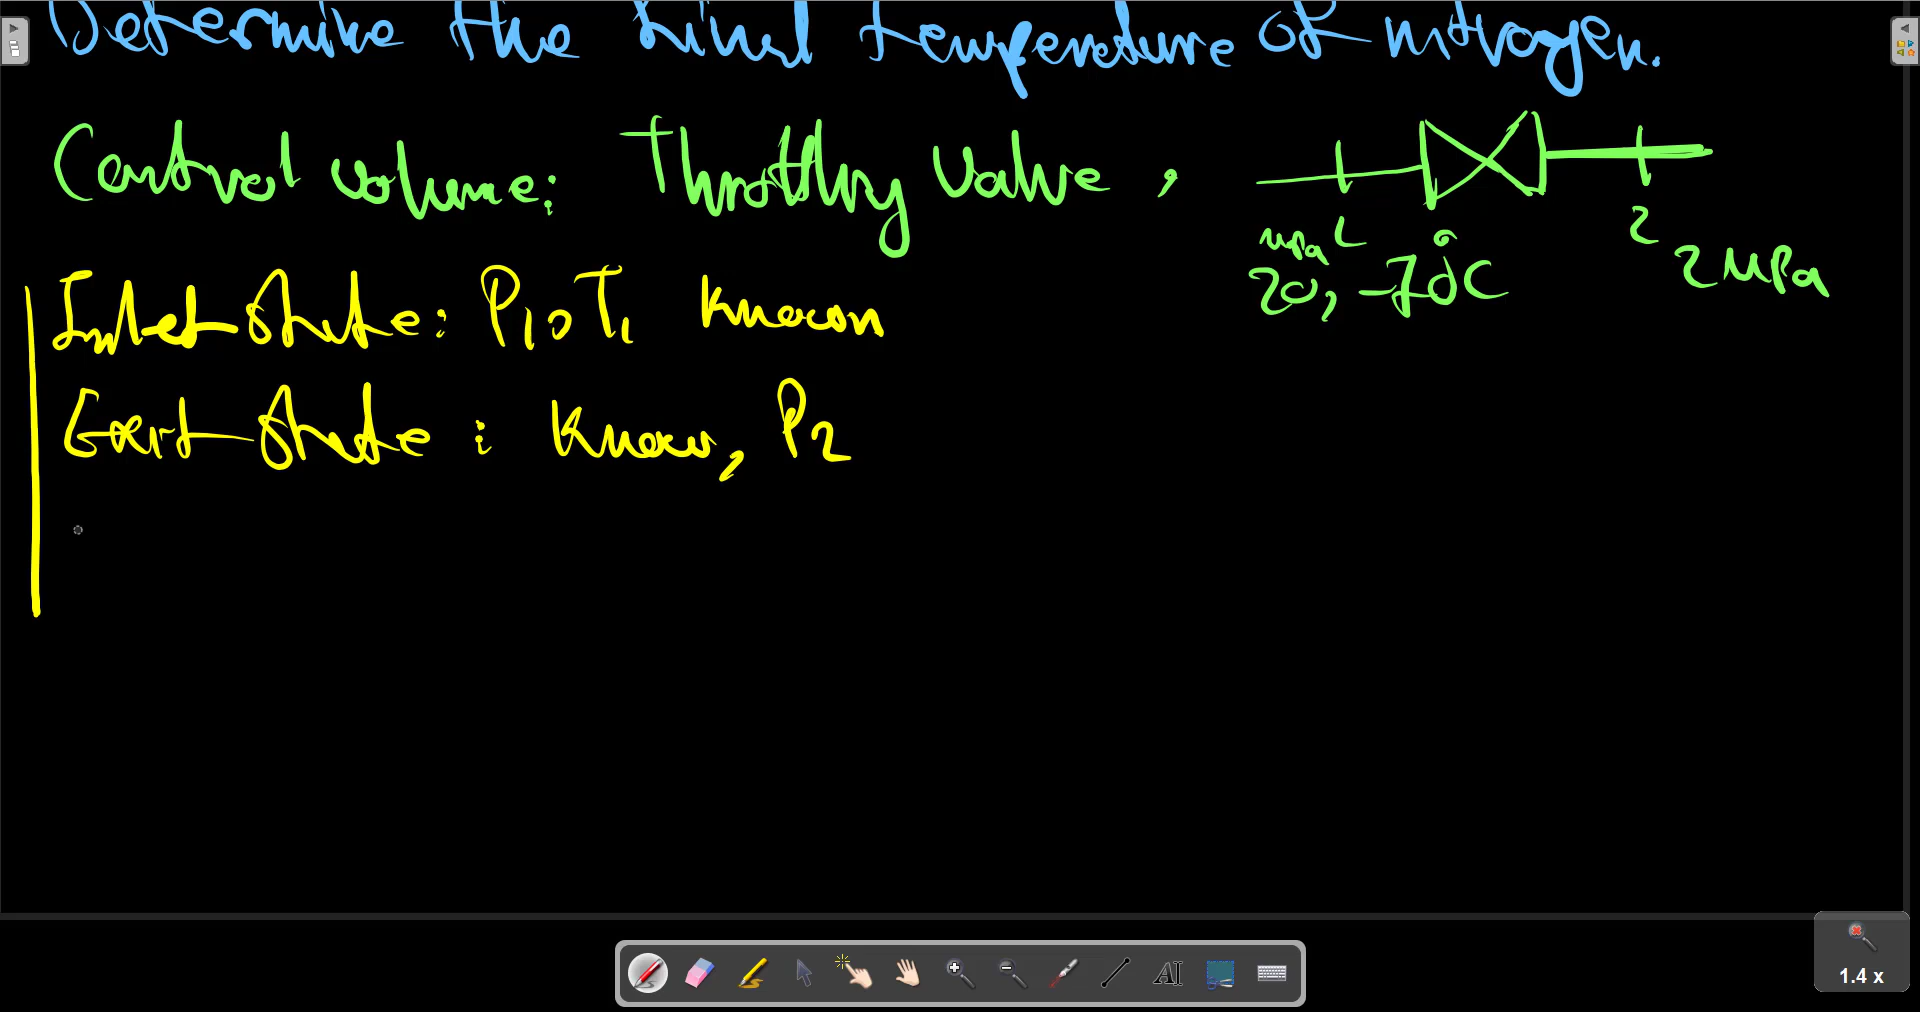 Determine the final temperature of nitrogen.
Control volume: Throttling Valve,
1 2
MPa
20, -70°C 2 MPa
Inlet state: P1, T1 known
Exit state: Known, P2
AI
1.4 x